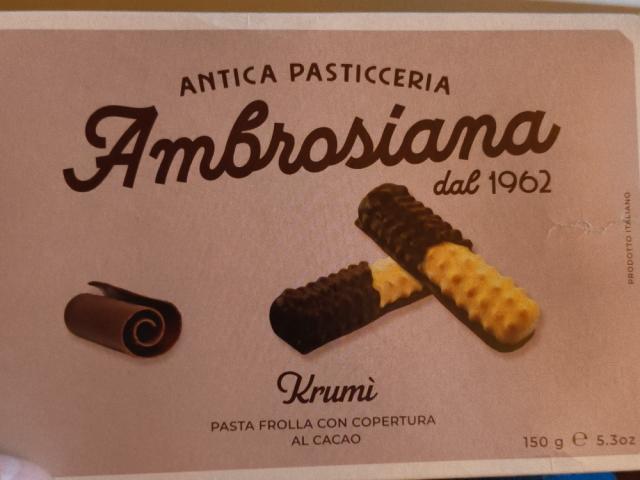 ANTICA PASTICCERIA
Ambrosiana
dal 1962
PRODOTTO ITALIANO
Krumì
PASTA FROLLA CON COPERTURA
AL CACAO
150 g ℮ 5.3oz